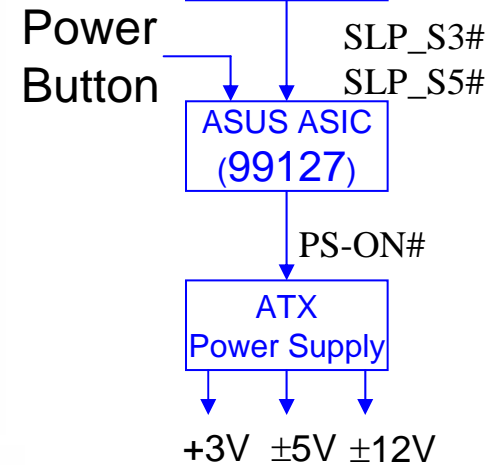 Power
Button
SLP_S3#
SLP_S5#
ASUS ASIC
(99127)
PS-ON#
ATX
Power Supply
+3V ±5V ±12V